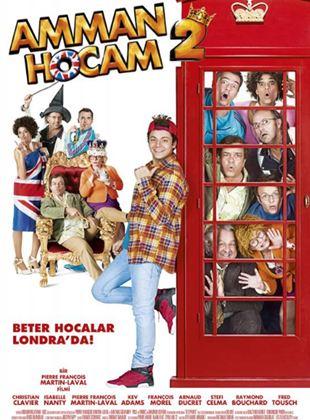 AMMAN
HOCAM 2
BETER HOCALAR
LONDRA'DA!
BİR
PIERRE FRANÇOIS
MARTIN-LAVAL
FİLMİ
CHRISTIAN CLAVIER
ISABELLE NANTY
PIERRE FRANÇOIS MARTIN-LAVAL
KEV ADAMS
FRANÇOIS MOREL
ARNAUD DUCRET
STEFI CELMA
RAYMOND BOUCHARD
FRED TOUSCH